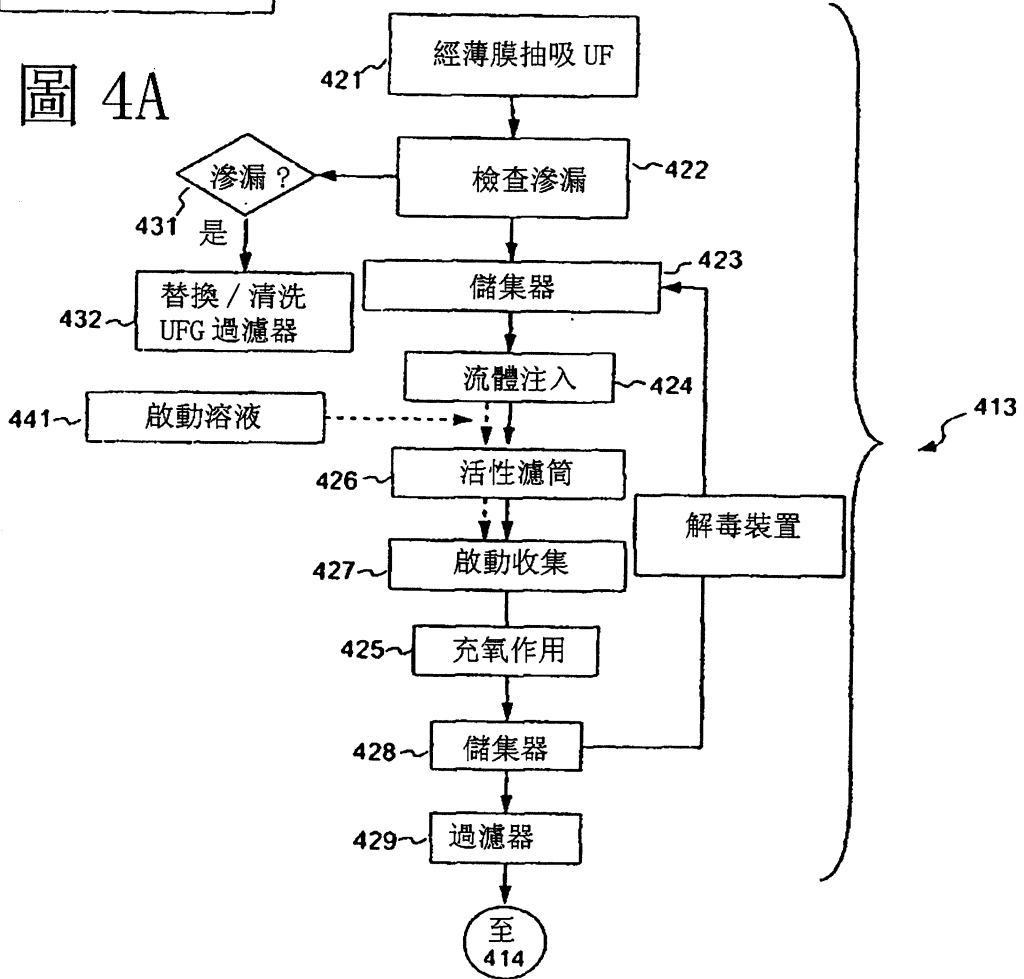 圖 4A
421
經薄膜抽吸 UF
滲漏？
431
是
檢查滲漏
422
432
替換／清洗
UFG 過濾器
儲集器
423
流體注入
424
441
啟動溶液
426
活性濾筒
427
啟動收集
解毒裝置
413
425
充氧作用
428
儲集器
429
過濾器
至
414